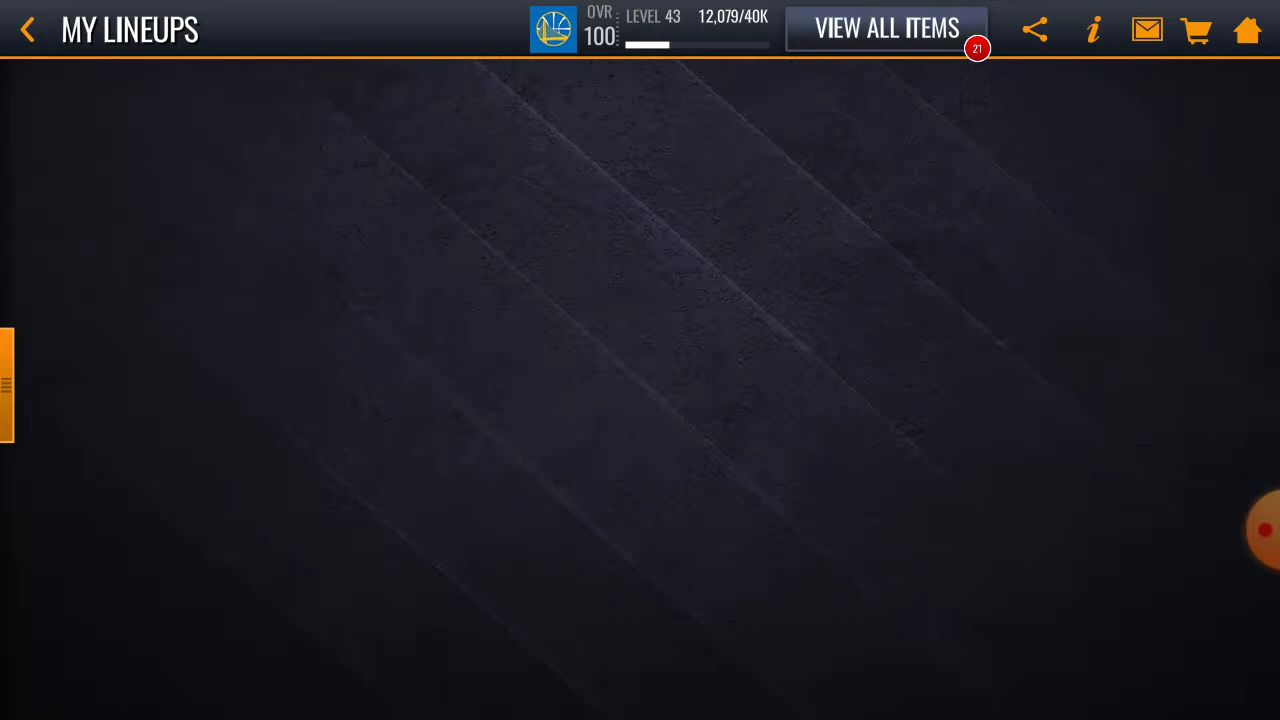 MY LINEUPS
OVR
100
LEVEL 43
12,079/40K
VIEW ALL ITEMS
21
i